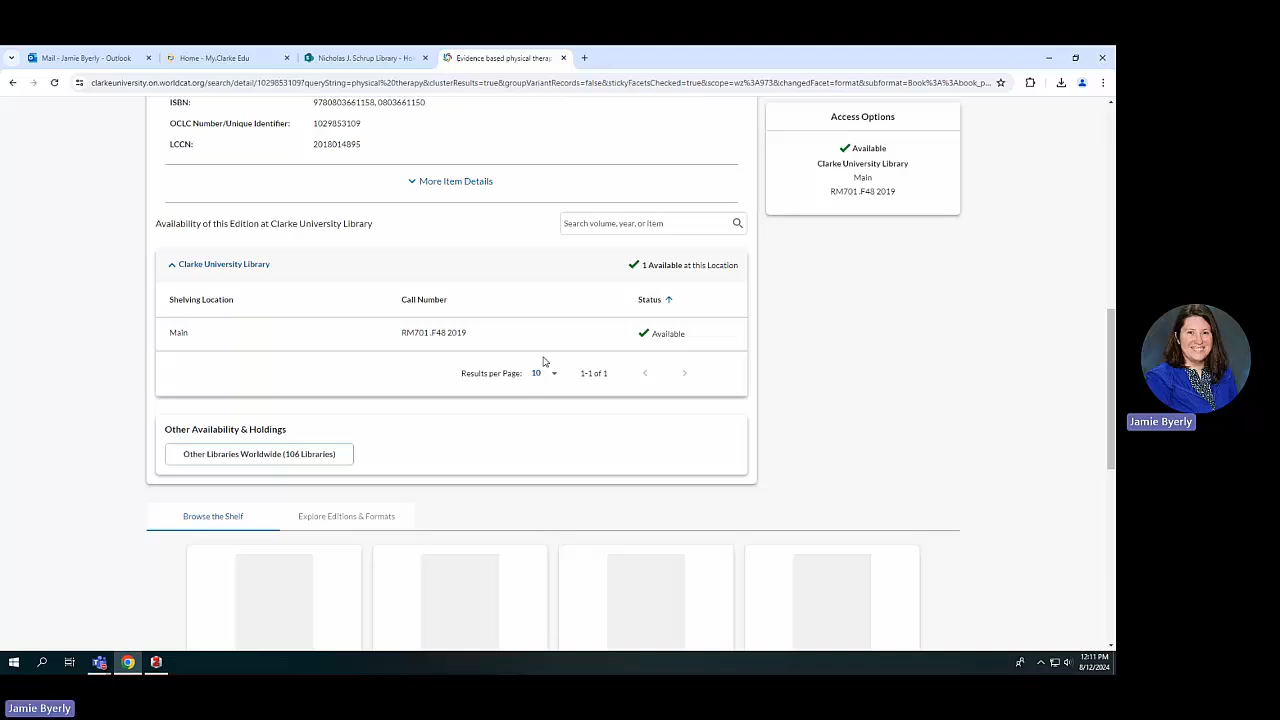 Mail - Jamie Byerly - Outlook
Home - My.Clarke Edu
Nicholas J. Schrup Library - Ho
Evidence based physical therap
clarkeuniversity.on.worldcat.org/search/detail/1029853109?queryString=physical%20therapy&clusterResults=true&groupVariantRecords=false&stickyFacetsChecked=true&scope=wz%3A973&changedFacet=format&subformat=Book%3A%3Abook_p...
ISBN: 9780803661158, 0803661150
OCLC Number/Unique Identifier: 1029853109
LCCN: 2018014895
More Item Details
Access Options
Available
Clarke University Library
Main
RM701 .F48 2019
Availability of this Edition at Clarke University Library
Search volume, year, or item
Clarke University Library
1 Available at this Location
Shelving Location Call Number Status
Main RM701 .F48 2019 Available
Results per Page: 10 1-1 of 1
Other Availability & Holdings
Other Libraries Worldwide (106 Libraries)
Browse the Shelf
Explore Editions & Formats
Jamie Byerly
12:11 PM
8/12/2024
Jamie Byerly